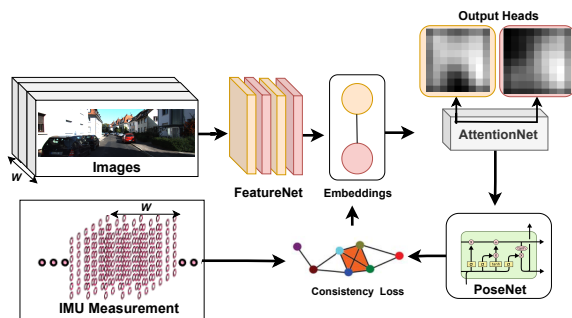 Output Heads
Images
W
FeatureNet
Embeddings
AttentionNet
W
IMU Measurement
Consistency Loss
PoseNet